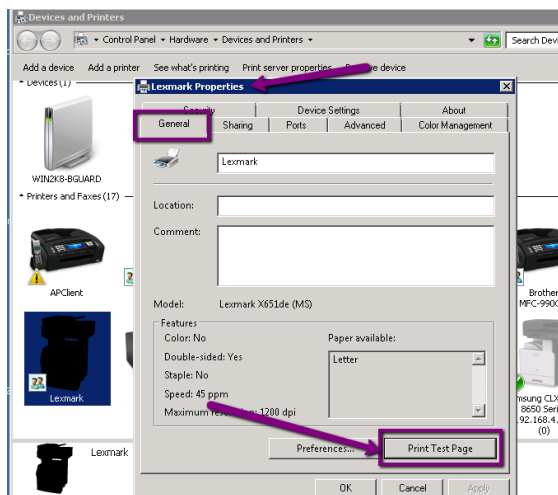 Devices and Printers
Control Panel Hardware Devices and Printers Search Devi
Add a device Add a printer See what's printing Print server properties device
Devices (1)
Lexmark Properties
Security Device Settings About
General Sharing Ports Advanced Color Management
Lexmark
WIN2K8-BGUARD
Printers and Faxes (17)
Location:
Comment:
APClient
Brother
MFC-990C
Model: Lexmark X651de (MS)
Features
Color: No Paper available:
Double-sided: Yes Letter
Staple: No
Speed: 45 ppm
Maximum 1200 dpi
Lexmark
msung CLX
8650 Seri
92.168.4.
(0)
Lexmark
Preferences... Print Test Page
OK Cancel Apply